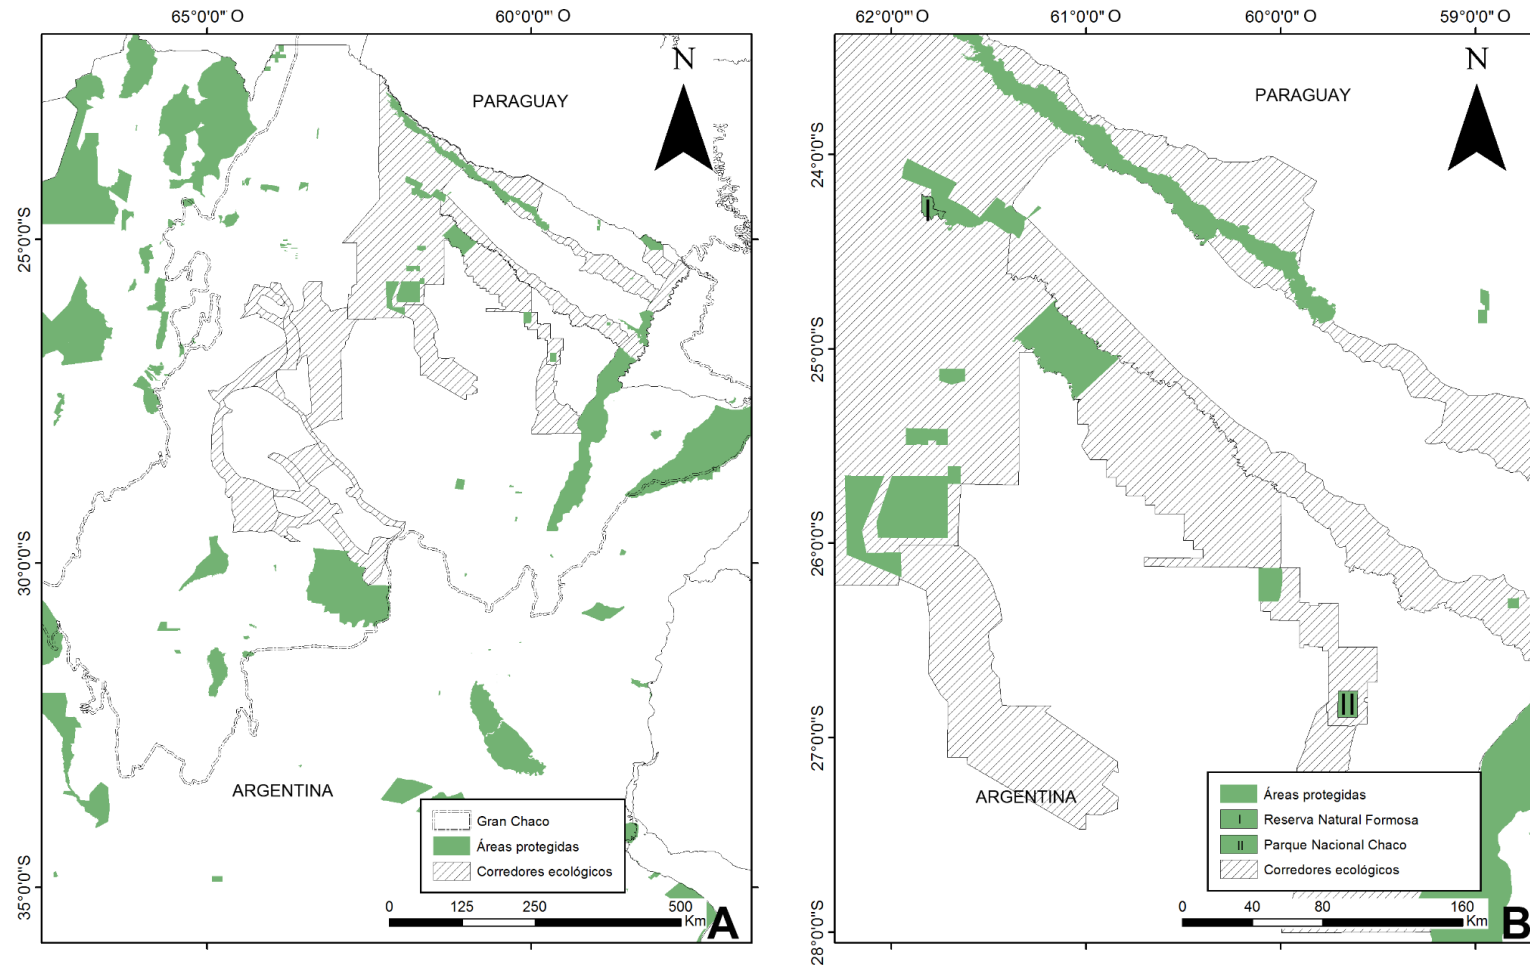 65°0'0" O
60°0'0" O
62°0'0" O
61°0'0" O
60°0'0" O
59°0'0" O
25°0'0"S
30°0'0"S
35°0'0"S
PARAGUAY
N
ARGENTINA
Gran Chaco
Áreas protegidas
Corredores ecológicos
0 125 250 500
Km
A
24°0'0"S
25°0'0"S
26°0'0"S
27°0'0"S
28°0'0"S
PARAGUAY
N
I
II
ARGENTINA
Áreas protegidas
I Reserva Natural Formosa
II Parque Nacional Chaco
Corredores ecológicos
0 40 80 160
Km
B